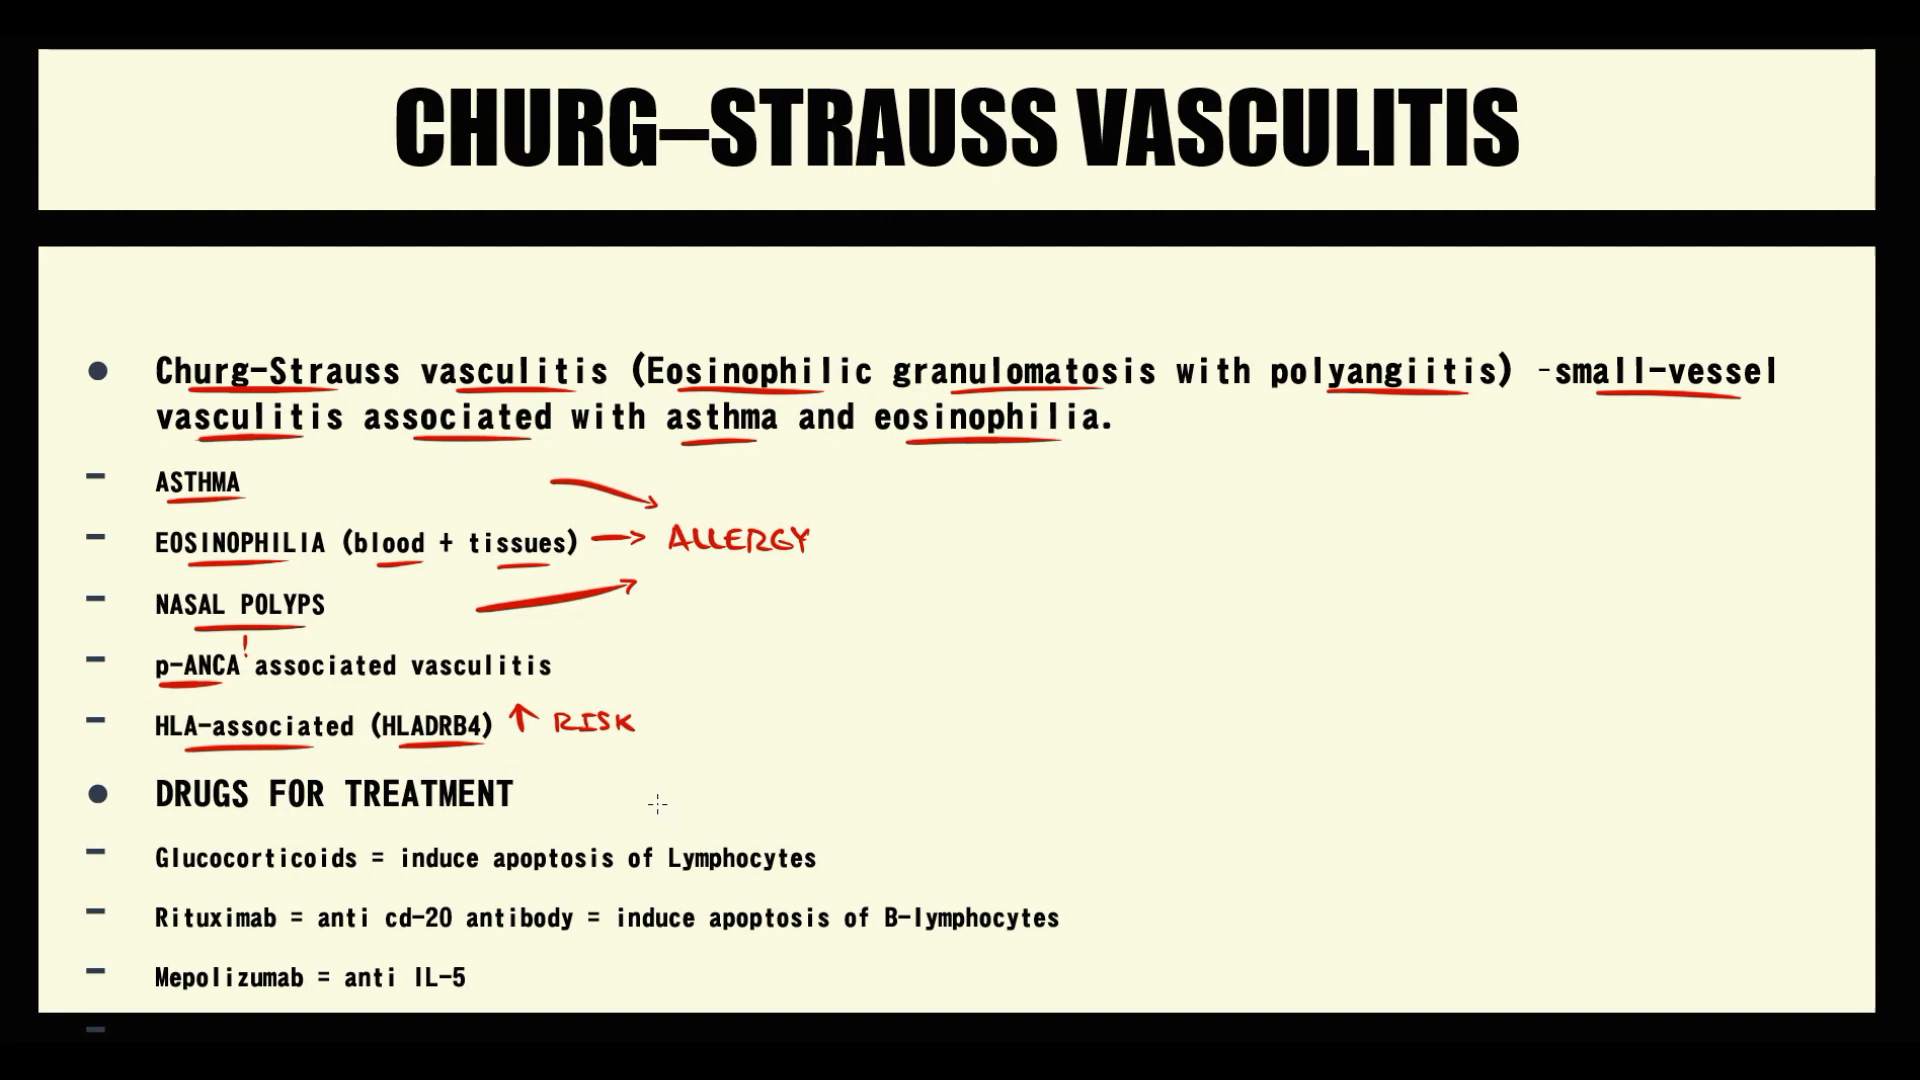 CHURG–STRAUSS VASCULITIS
Churg-Strauss vasculitis (Eosinophilic granulomatosis with polyangiitis) -small-vessel
vasculitis associated with asthma and eosinophilia.
ASTHMA
EOSINOPHILIA (blood + tissues) ALLERGY
NASAL POLYPS
p-ANCA ! associated vasculitis
HLA-associated (HLADRB4) ↑ RISK
DRUGS FOR TREATMENT
Glucocorticoids = induce apoptosis of Lymphocytes
Rituximab = anti cd-20 antibody = induce apoptosis of B-lymphocytes
Mepolizumab = anti IL-5